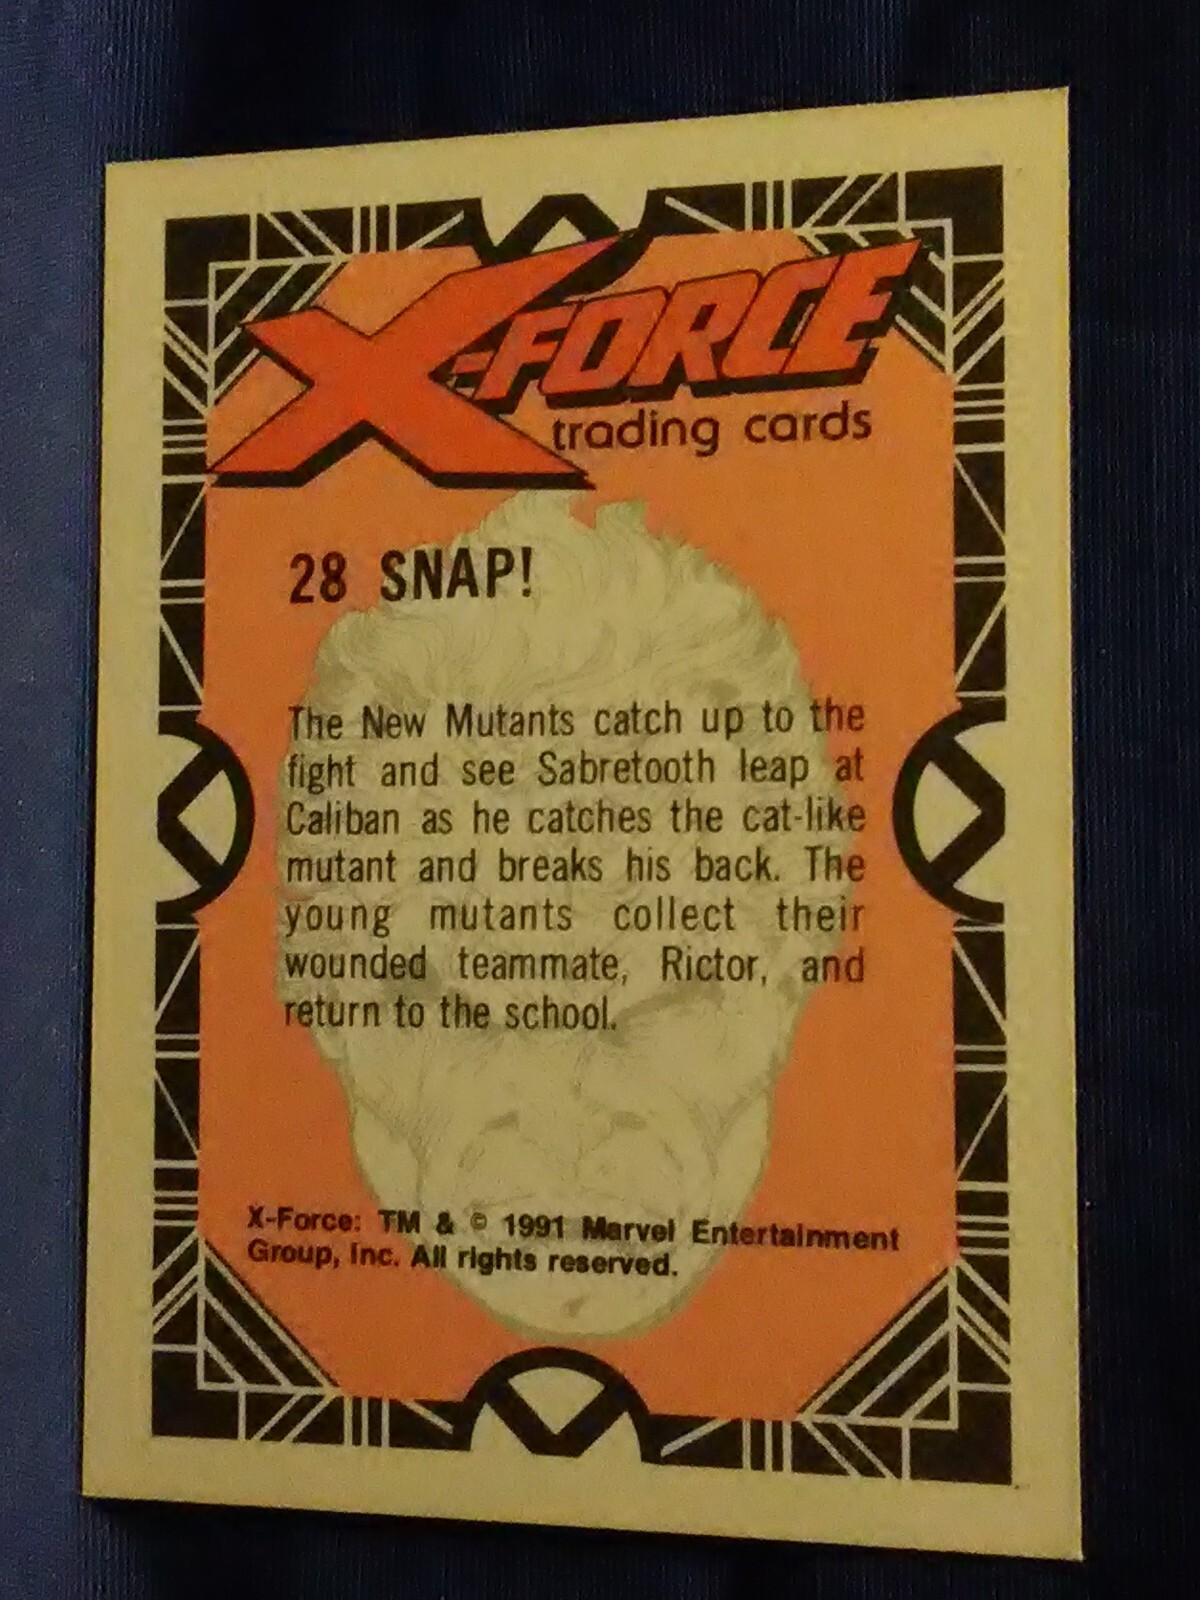 X-FORCE
trading cards
28 SNAP!
The New Mutants catch up to the
fight and see Sabretooth leap at
Caliban as he catches the cat-like
mutant and breaks his back. The
young mutants collect their
wounded teammate, Rictor, and
return to the school.
X-Force: TM & © 1991 Marvel Entertainment
Group, Inc. All rights reserved.